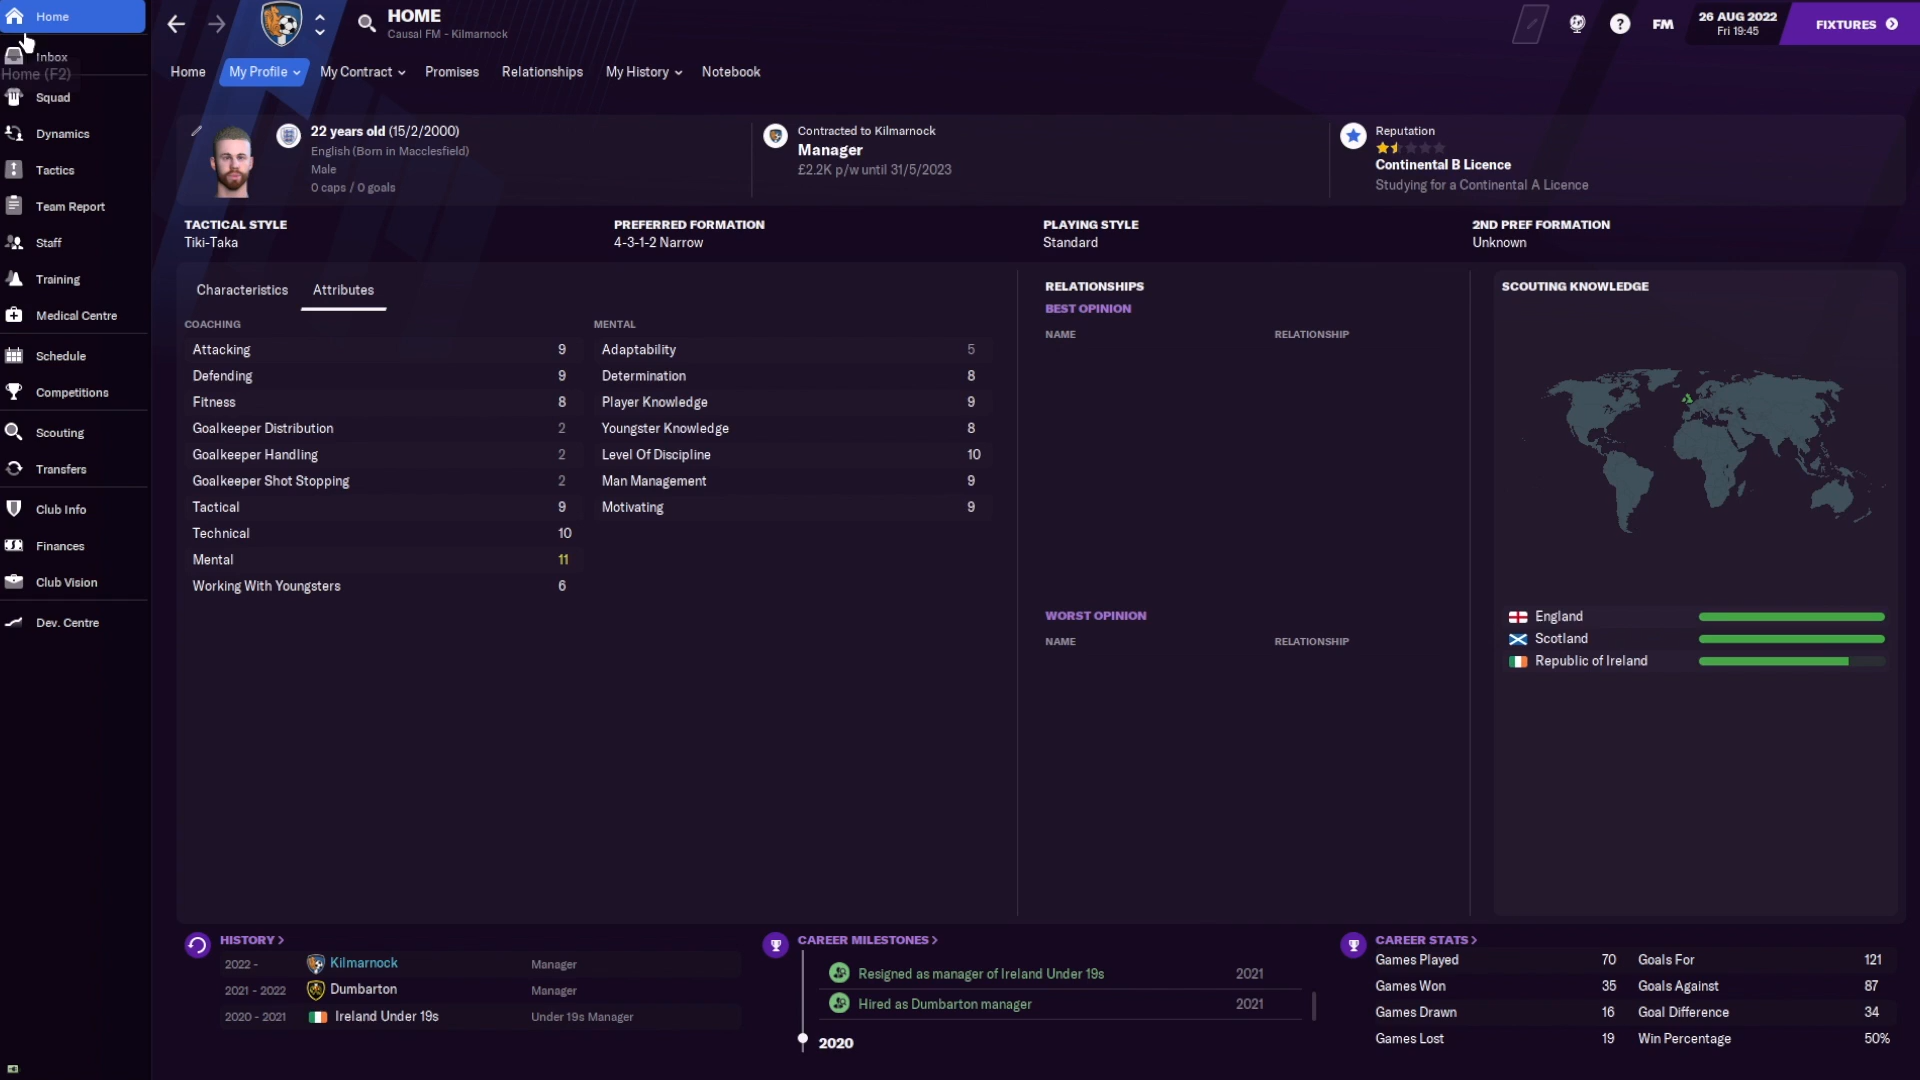 Home
Inbox
Home (F2)
Squad
Dynamics
Tactics
Team Report
Staff
Training
Medical Centre
Schedule
Competitions
Scouting
Transfers
Club Info
Finances
Club Vision
Dev. Centre
HOME
Causal FM - Kilmarnock
FM
26 AUG 2022
Fri 19:45
FIXTURES
Home
My Profile
My Contract
Promises
Relationships
My History
Notebook
22 years old (15/2/2000)
English (Born in Macclesfield)
Male
0 caps / 0 goals
Contracted to Kilmarnock
Manager
£2.2K p/w until 31/5/2023
Reputation
Continental B Licence
Studying for a Continental A Licence
TACTICAL STYLE
Tiki-Taka
PREFERRED FORMATION
4-3-1-2 Narrow
PLAYING STYLE
Standard
2ND PREF FORMATION
Unknown
Characteristics
Attributes
COACHING
Attacking 9
Defending 9
Fitness 8
Goalkeeper Distribution 2
Goalkeeper Handling 2
Goalkeeper Shot Stopping 2
Tactical 9
Technical 10
Mental 11
Working With Youngsters 6
MENTAL
Adaptability 5
Determination 8
Player Knowledge 9
Youngster Knowledge 8
Level Of Discipline 10
Man Management 9
Motivating 9
RELATIONSHIPS
BEST OPINION
NAME RELATIONSHIP
WORST OPINION
NAME RELATIONSHIP
SCOUTING KNOWLEDGE
England
Scotland
Republic of Ireland
HISTORY >
2022 - Kilmarnock Manager
2021 - 2022 Dumbarton Manager
2020 - 2021 Ireland Under 19s Under 19s Manager
CAREER MILESTONES >
Resigned as manager of Ireland Under 19s 2021
Hired as Dumbarton manager 2021
2020
CAREER STATS >
Games Played 70 Goals For 121
Games Won 35 Goals Against 87
Games Drawn 16 Goal Difference 34
Games Lost 19 Win Percentage 50%